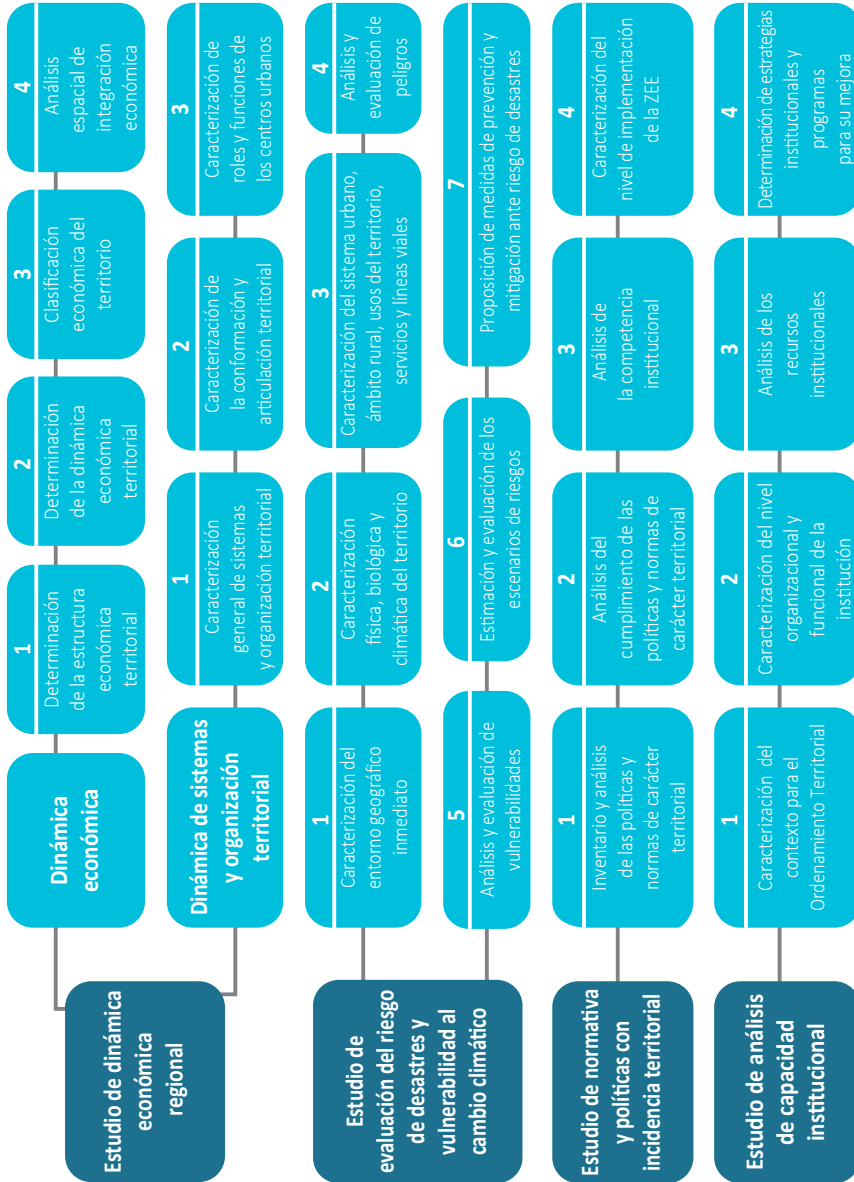 Estudio de dinámica
económica
regional
Dinámica
económica
1
Determinación
de la estructura
económica
territorial
2
Determinación
de la dinámica
económica
territorial
3
Clasificación
económica del
territorio
4
Análisis
espacial de
integración
económica
Dinámica de sistemas
y organización
territorial
1
Caracterización
general de sistemas
y organización territorial
2
Caracterización de
la conformación y
articulación territorial
3
Caracterización de
roles y funciones de
los centros urbanos
Estudio de
evaluación del riesgo
de desastres y
vulnerabilidad al
cambio climático
1
Caracterización del
entorno geográfico
inmediato
2
Caracterización
física, biológica y
climática del territorio
3
Caracterización del sistema urbano,
ámbito rural, usos del territorio,
servicios y líneas viales
4
Análisis y
evaluación de
peligros
5
Análisis y evaluación de
vulnerabilidades
6
Estimación y evaluación de los
escenarios de riesgos
7
Proposición de medidas de prevención y
mitigación ante riesgo de desastres
Estudio de normativa
y políticas con
incidencia territorial
1
Inventario y análisis
de las políticas y
normas de carácter
territorial
2
Análisis del
cumplimiento de las
políticas y normas de
carácter territorial
3
Análisis de
la competencia
institucional
4
Caracterización del
nivel de implementación
de la ZEE
Estudio de análisis
de capacidad
institucional
1
Caracterización del
contexto para el
Ordenamiento Territorial
2
Caracterización del nivel
organizacional y
funcional de la
institución
3
Análisis de los
recursos
institucionales
4
Determinación de estrategias
institucionales y
programas
para su mejora